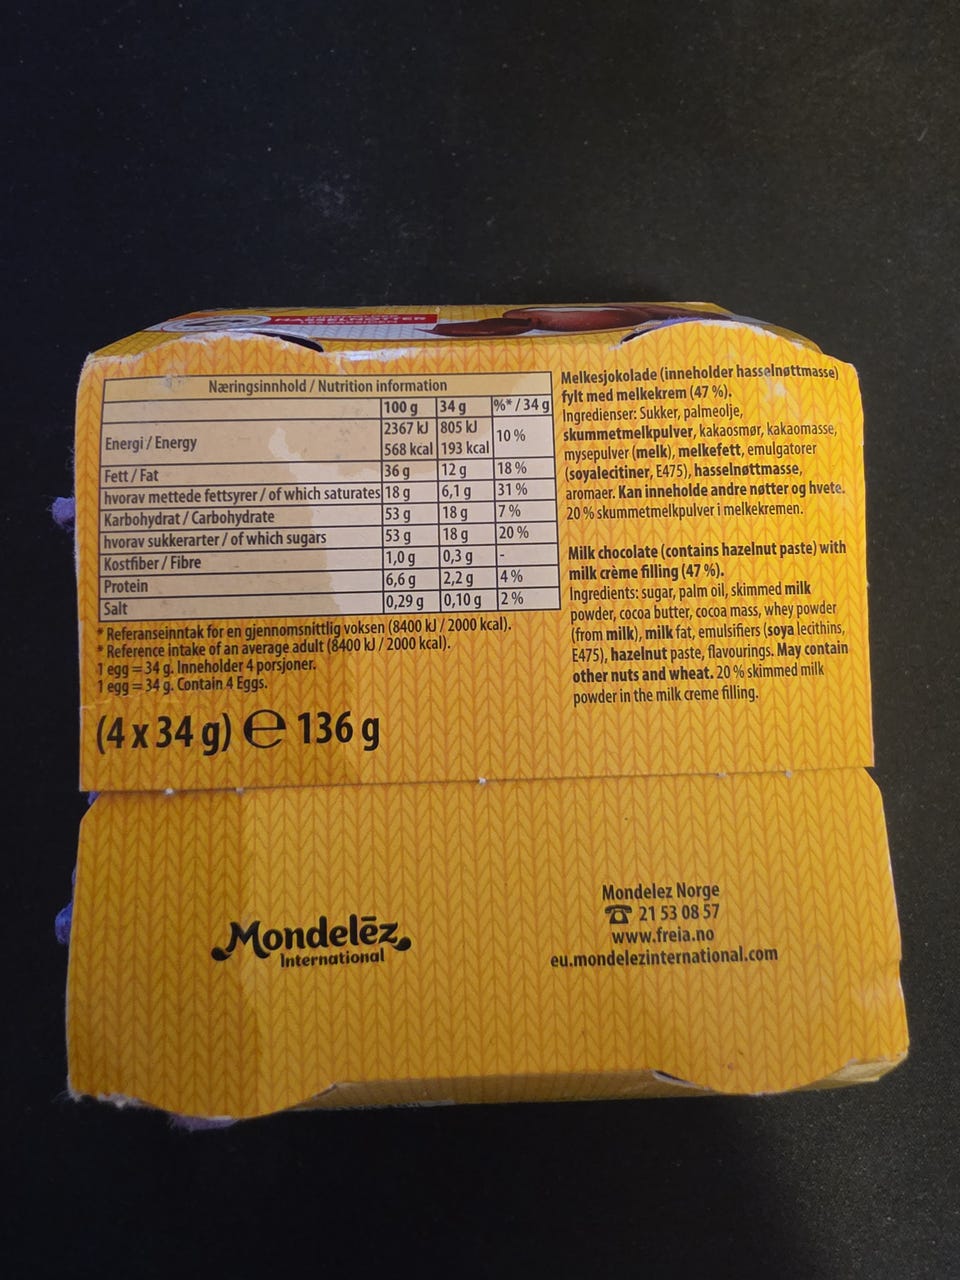 HASSELNØTTER
Næringsinnhold / Nutrition information
100 g 34 g %* / 34 g
Energi / Energy 2367 kJ 805 kJ 10 %
568 kcal 193 kcal
Fett / Fat 36 g 12 g 18 %
hvorav mettede fettsyrer / of which saturates 18 g 6,1 g 31 %
Karbohydrat / Carbohydrate 53 g 18 g 7 %
hvorav sukkerarter / of which sugars 53 g 18 g 20 %
Kostfiber / Fibre 1,0 g 0,3 g -
Protein 6,6 g 2,2 g 4 %
Salt 0,29 g 0,10 g 2 %
* Referanseinntak for en gjennomsnittlig voksen (8400 kJ / 2000 kcal).
* Reference intake of an average adult (8400 kJ / 2000 kcal).
1 egg = 34 g. Inneholder 4 porsjoner.
1 egg = 34 g. Contain 4 Eggs.
(4 x 34 g) e 136 g
Melkesjokolade (inneholder hasselnøttmasse)
fylt med melkekrem (47 %).
Ingredienser: Sukker, palmeolje,
skummetmelkpulver, kakaosmør, kakaomasse,
mysepulver (melk), melkefett, emulgatorer
(soyalecitiner, E475), hasselnøttmasse,
aromaer. Kan inneholde andre nøtter og hvete.
20 % skummetmelkpulver i melkekremen.
Milk chocolate (contains hazelnut paste) with
milk crème filling (47 %).
Ingredients: sugar, palm oil, skimmed milk
powder, cocoa butter, cocoa mass, whey powder
(from milk), milk fat, emulsifiers (soya lecithins,
E475), hazelnut paste, flavourings. May contain
other nuts and wheat. 20 % skimmed milk
powder in the milk creme filling.
Mondelēz
International
Mondelez Norge
☎ 21 53 08 57
www.freia.no
eu.mondelezinternational.com